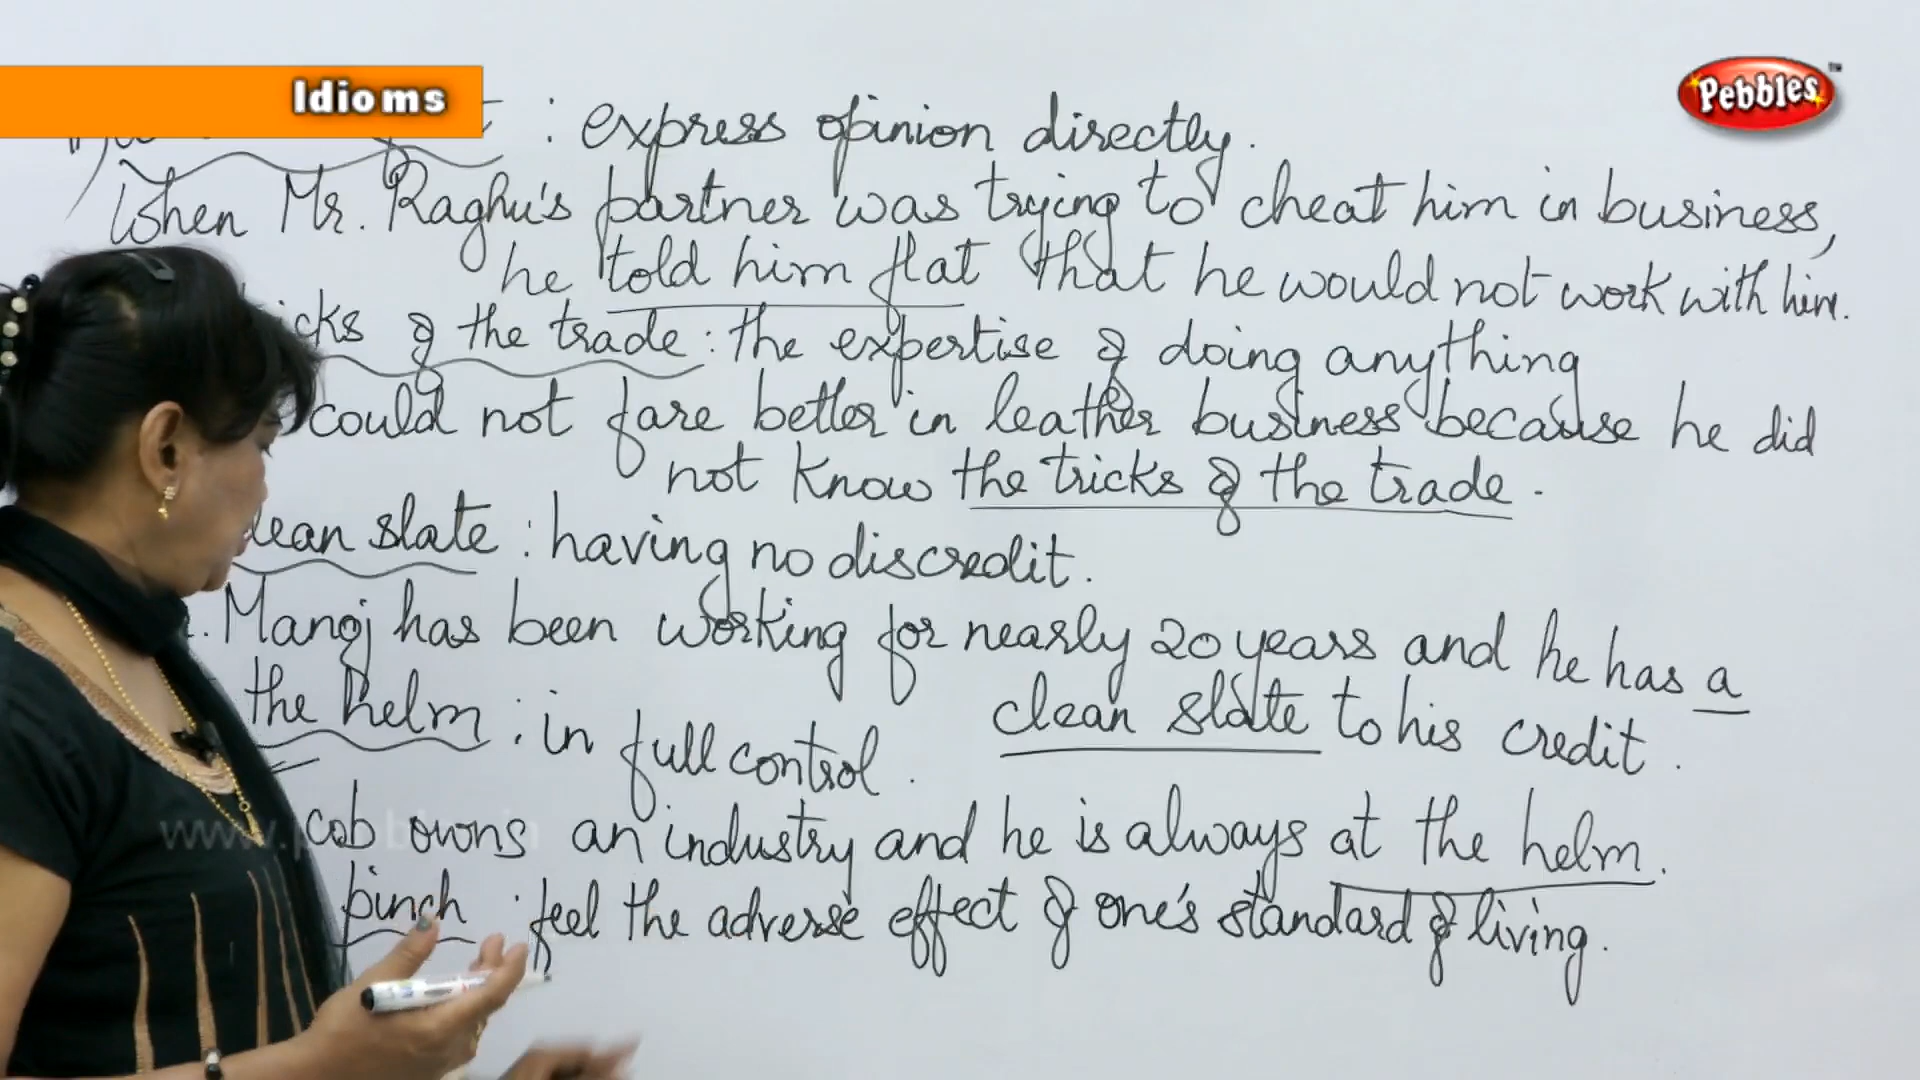 Idioms
Pebbles™
: express opinion directly.
When Mr. Raghu's partner was trying to cheat him in business,
he told him flat that he would not work with him.
of the trade : the expertise of doing anything
could not fare better in leather business because he did
not know the tricks of the trade.
slate : having no discredit.
Manoj has been working for nearly 20 years and he has a
clean slate to his credit.
the helm : in full control.
owns an industry and he is always at the helm.
pinch : feel the adverse effect of one's standard of living.